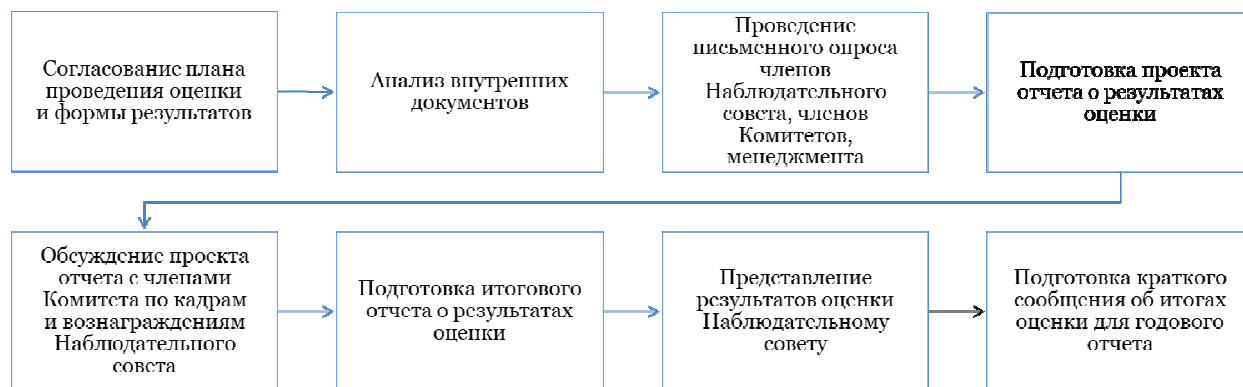 Согласование плана
проведения оценки
и формы результатов
Анализ внутренних
документов
Проведение
письменного опроса
членов
Наблюдательного
совета, членов
Комитетов,
менеджмента
Подготовка проекта
отчета о результатах
оценки
Обсуждение проекта
отчета с членами
Комитета по кадрам
и вознаграждениям
Наблюдательного
совета
Подготовка итогового
отчета о результатах
оценки
Представление
результатов оценки
Наблюдательному
совету
Подготовка краткого
сообщения об итогах
оценки для годового
отчета